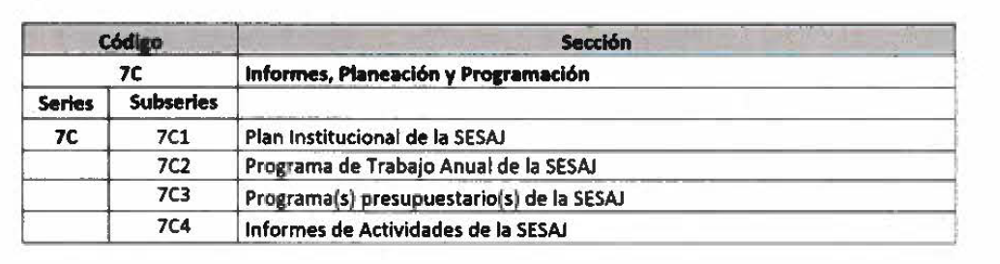 Código Sección
7C Informes, Planeación y Programación
Series Subseries
7C 7C1 Plan Institucional de la SESAJ
7C2 Programa de Trabajo Anual de la SESAJ
7C3 Programa(s) presupuestario(s) de la SESAJ
7C4 Informes de Actividades de la SESAJ